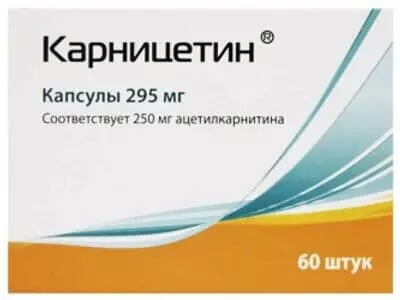 Карницетин®
Капсулы 295 мг
Соответствует 250 мг ацетилкарнитина
60 штук